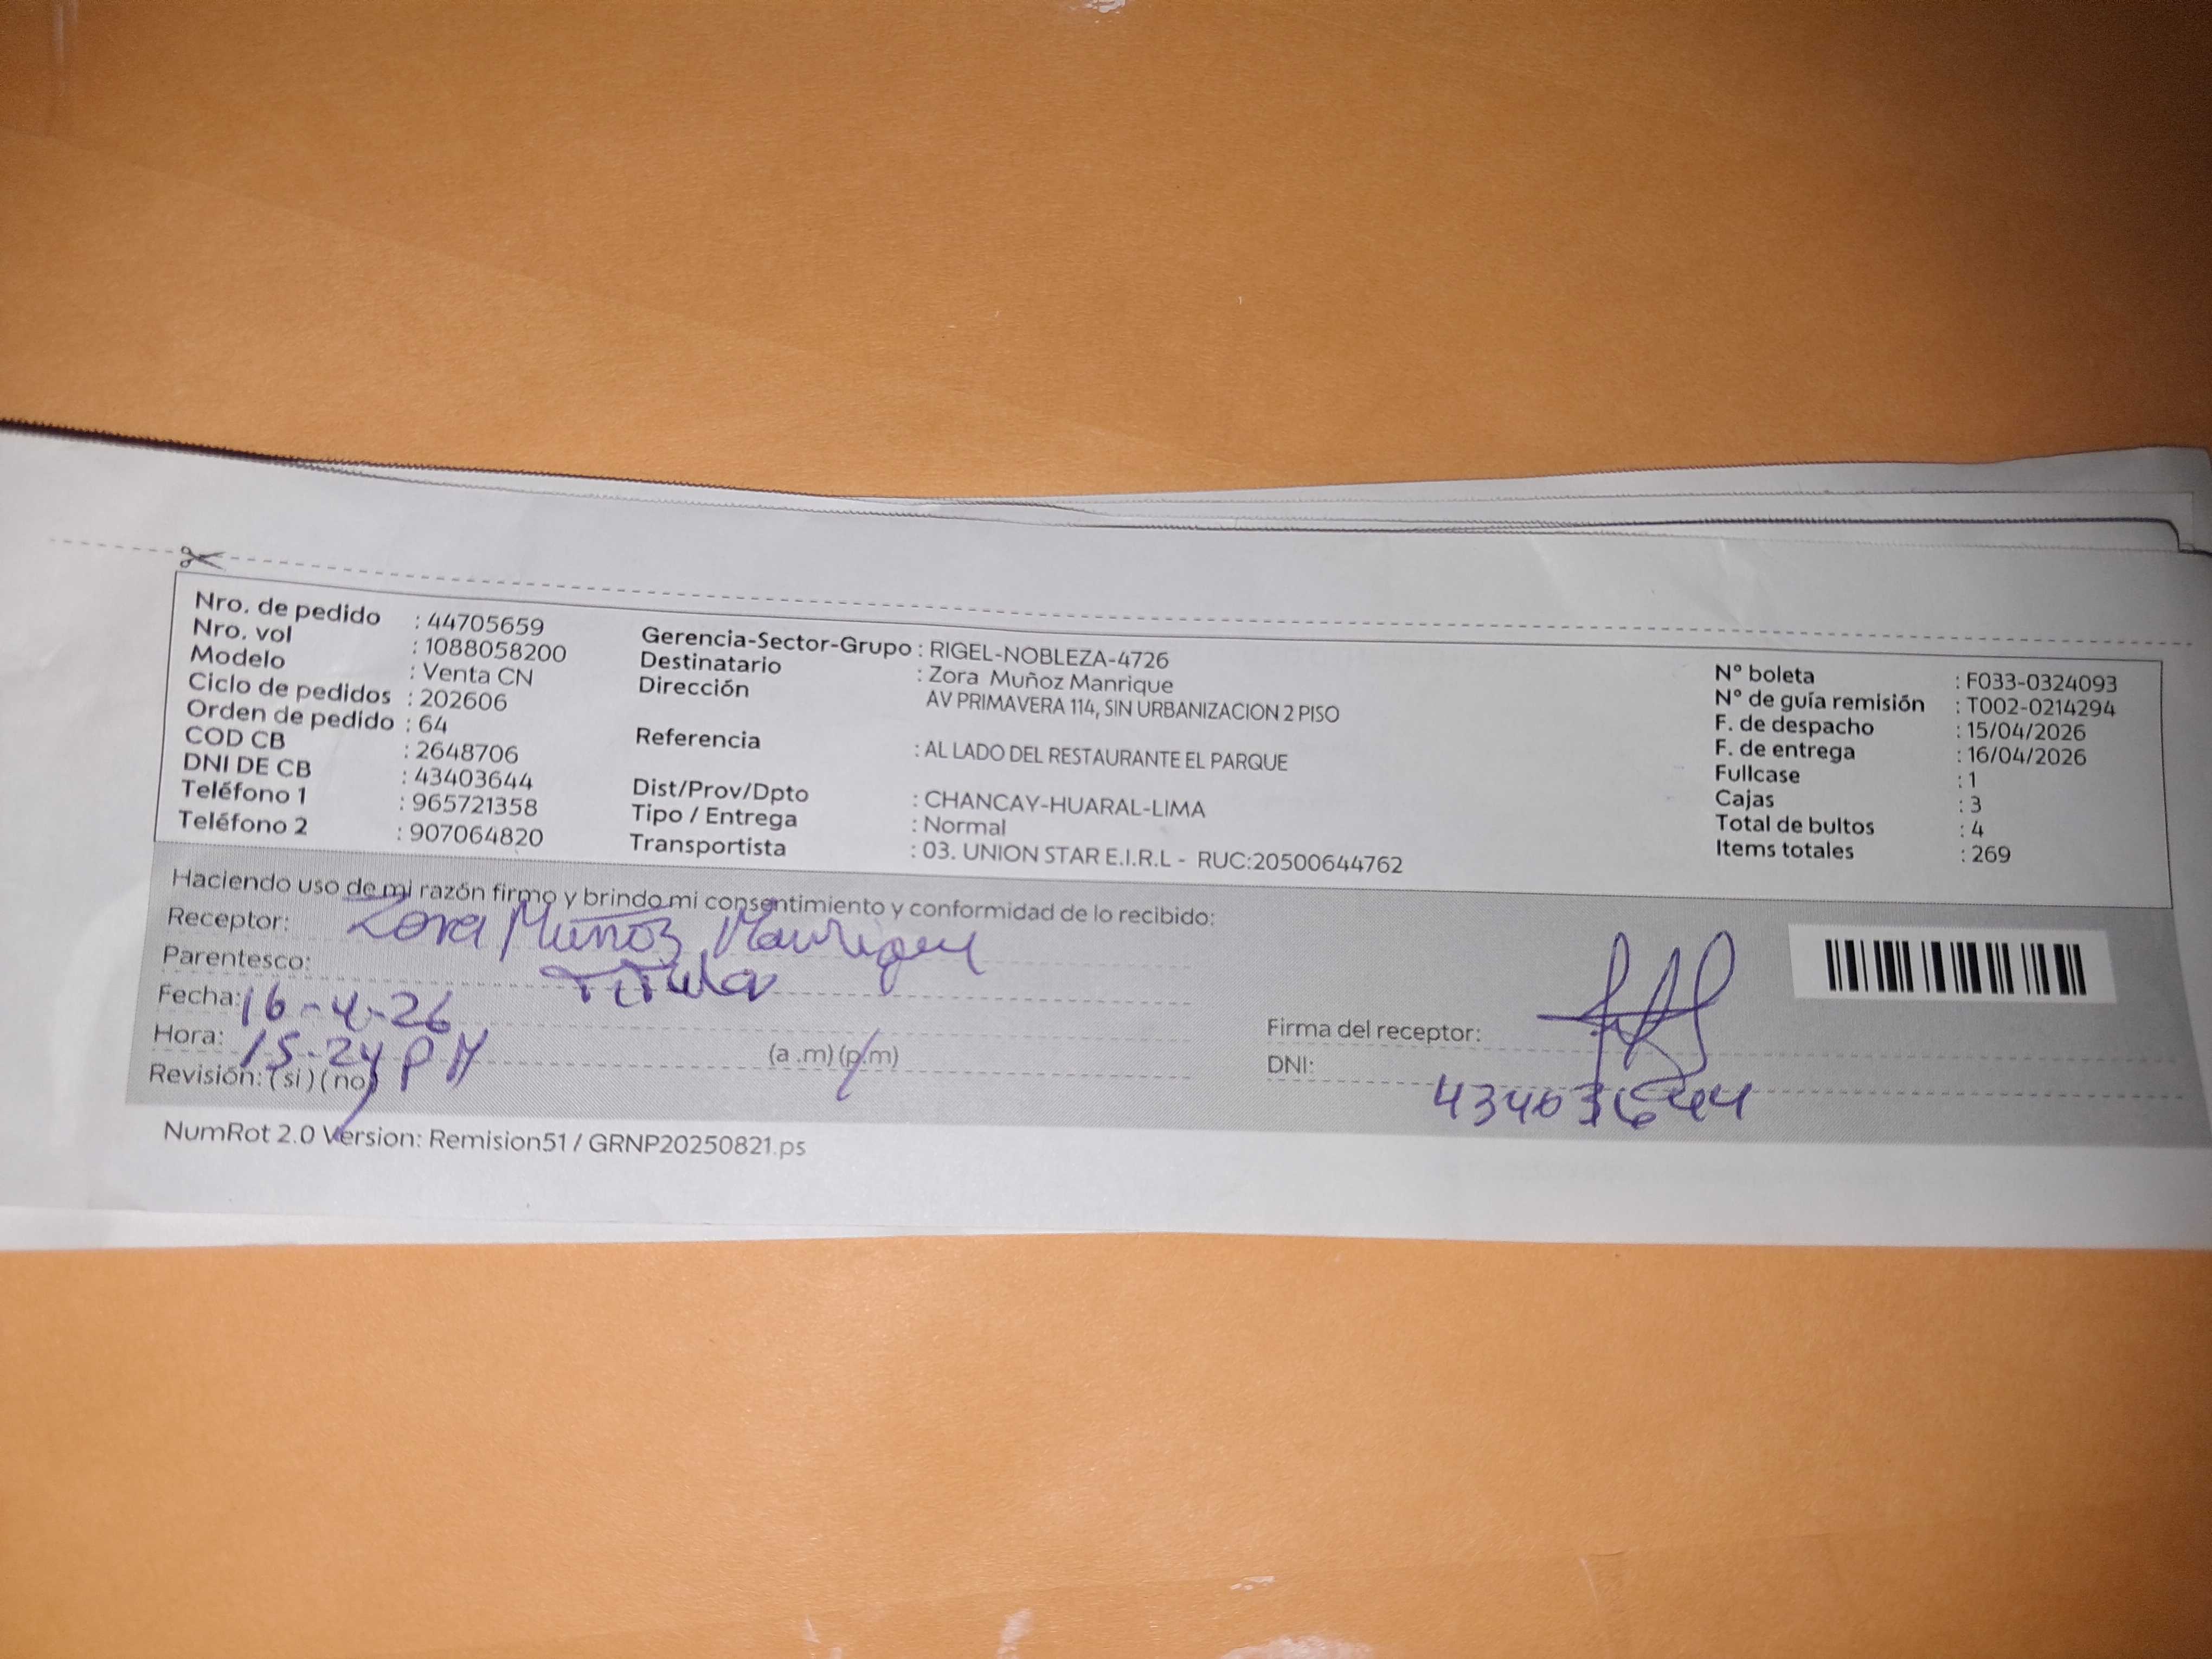 Nro. de pedido : 44705659
Nro. vol : 1088058200
Modelo : Venta CN
Ciclo de pedidos : 202606
Orden de pedido : 64
COD CB : 2648706
DNI DE CB : 43403644
Teléfono 1 : 965721358
Teléfono 2 : 907064820
Gerencia-Sector-Grupo : RIGEL-NOBLEZA-4726
Destinatario : Zora Muñoz Manrique
Dirección AV PRIMAVERA 114, SIN URBANIZACION 2 PISO
Referencia : AL LADO DEL RESTAURANTE EL PARQUE
Dist/Prov/Dpto : CHANCAY-HUARAL-LIMA
Tipo / Entrega : Normal
Transportista : 03. UNION STAR E.I.R.L - RUC:20500644762
N° boleta : F033-0324093
N° de guía remisión : T002-0214294
F. de despacho : 15/04/2026
F. de entrega : 16/04/2026
Fullcase : 1
Cajas : 3
Total de bultos : 4
Items totales : 269
Haciendo uso de mi razón firmo y brindo mi consentimiento y conformidad de lo recibido:
Receptor: Zora Muñoz Manrique
Parentesco: Titular
Fecha: 16-4-26
Hora: 15-24 PM (a .m) (p.m)
Revisión: ( si ) ( no )
Firma del receptor:
DNI: 43403644
NumRot 2.0 Version: Remision51 / GRNP20250821.ps